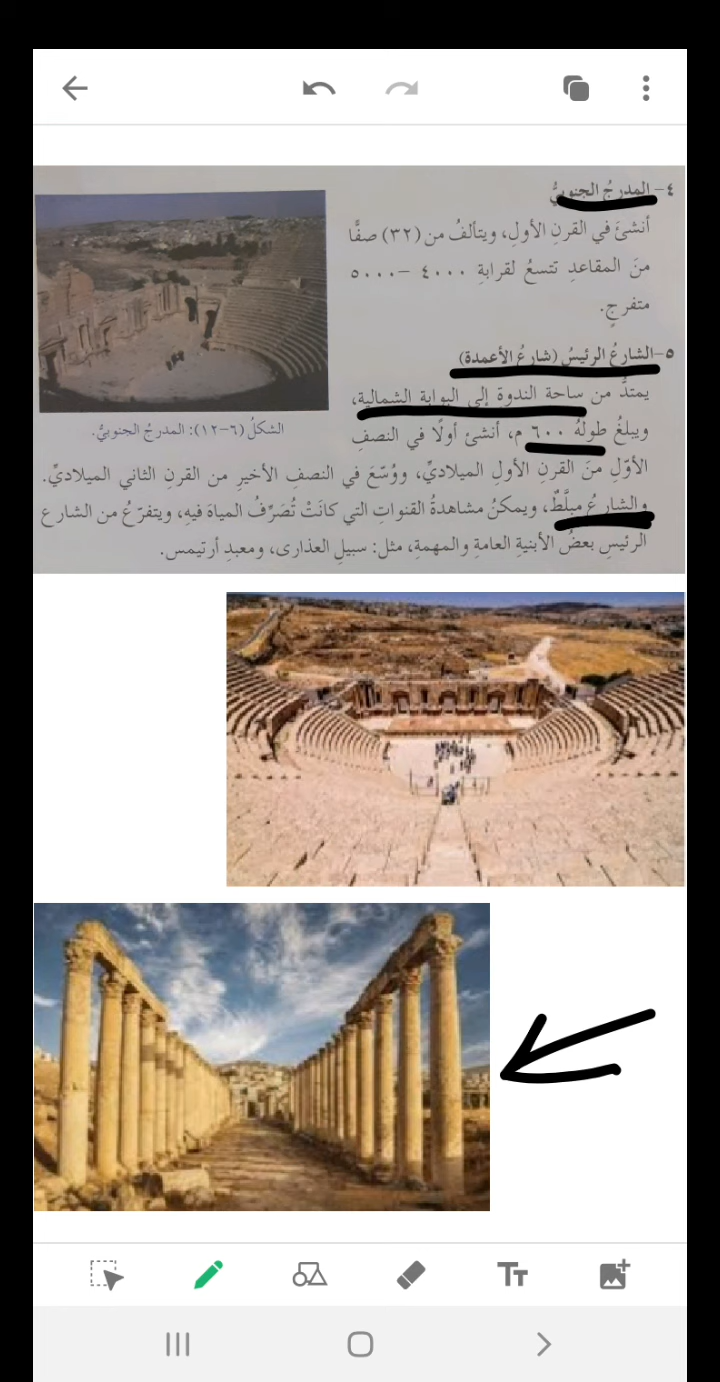 ٤- المدرجُ الجنوبيُّ
أنشئَ في القرنِ الأولِ، ويتألفُ من (٣٢) صفًّا
منَ المقاعدِ تتسعُ لقرابةِ ٤٠٠٠ -٥٠٠٠
متفرجٍ.
٥-الشارعُ الرئيسُ (شارعُ الأعمدة)
يمتدُّ من ساحة الندوة إلى البوابة الشمالية،
ويبلغُ طولهُ ٦٠٠ م، أنشئ أولًا في النصفِ
الشكلُ (٦-١٢): المدرجُ الجنوبيُّ.
الأوّلِ منَ القرنِ الأولِ الميلاديِّ، ووُسّعَ في النصف الأخيرِ من القرنِ الثاني الميلاديِّ.
والشارعُ مبلَّطٌ، ويمكنُ مشاهدةُ القنواتِ التي كانَتْ تُصَرِّفُ المياهَ فيهِ، ويتفرّعُ من الشارع
الرئيسِ بعضُ الأبنيةِ العامةِ والمهمةِ، مثل: سبيلِ العذارى، ومعبدِ أرتيمس.
Tт